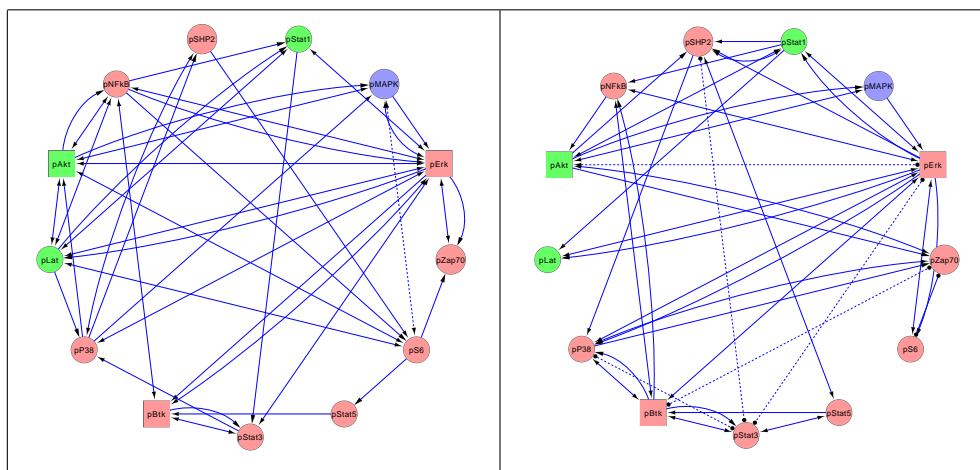 pSHP2
pStat1
pNFkB
pMAPK
pAkt
pErk
pLat
pZap70
pP38
pS6
pBtk
pStat5
pStat3
pSHP2
pStat1
pNFkB
pMAPK
pAkt
pErk
pLat
pZap70
pP38
pS6
pBtk
pStat5
pStat3